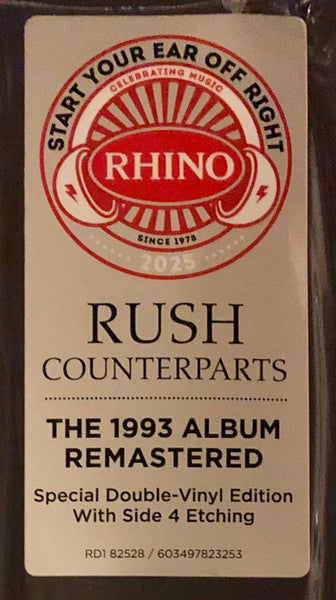 START YOUR EAR OFF RIGHT
CELEBRATING MUSIC
RHINO
SINCE 1978
2025
RUSH
COUNTERPARTS
THE 1993 ALBUM
REMASTERED
Special Double-Vinyl Edition
With Side 4 Etching
RD1 82528 / 603497823253